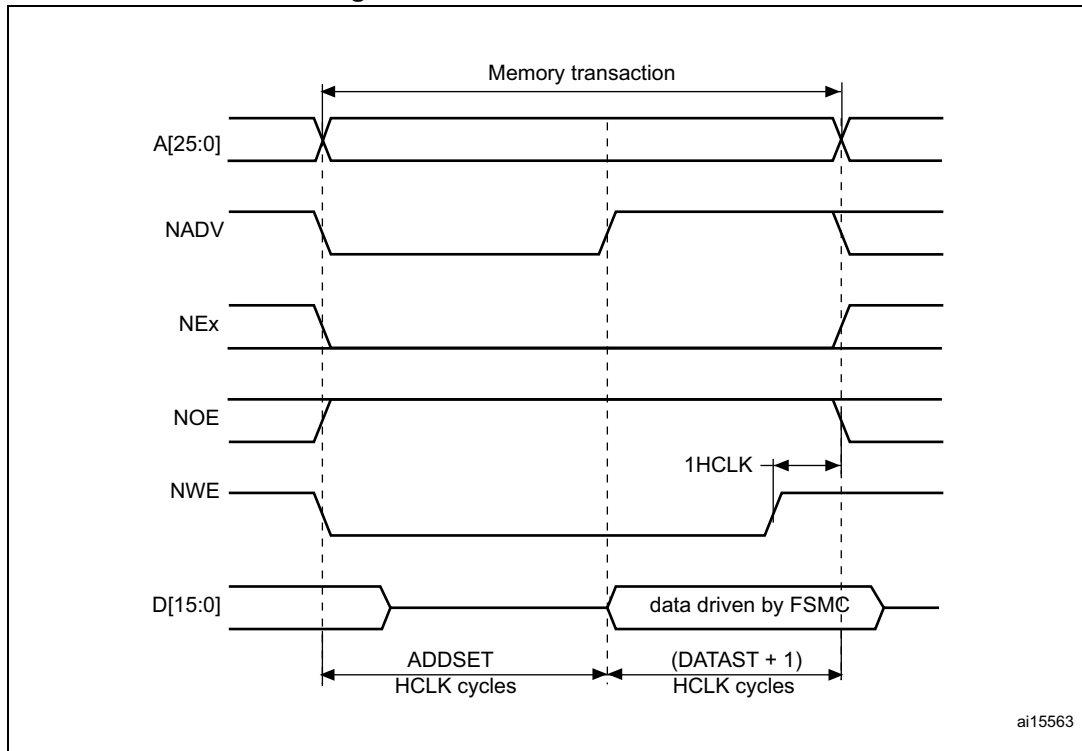 Memory transaction
A[25:0]
NADV
NEx
NOE
1HCLK
NWE
D[15:0]
data driven by FSMC
ADDSET
HCLK cycles
(DATAST + 1)
HCLK cycles
ai15563